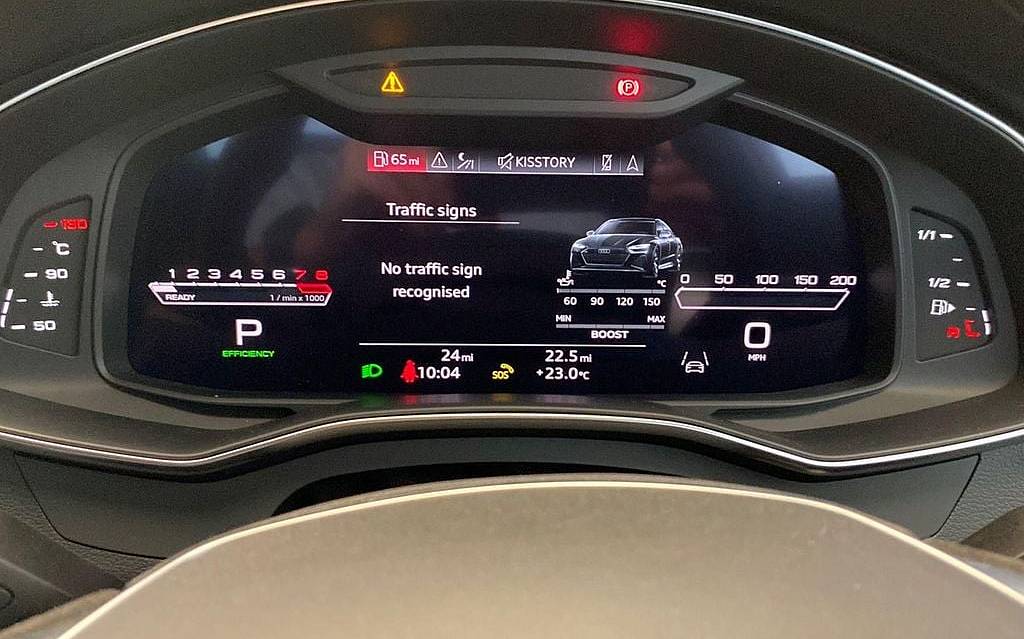 P
65 mi
KISSTORY
Traffic signs
No traffic sign
recognised
130
°C
90
50
1 2 3 4 5 6 7 8
READY 1 / min x 1000
P
EFFICIENCY
°C
60 90 120 150
MIN MAX
BOOST
0 50 100 150 200
0
MPH
1/1
1/2
24 mi 22.5 mi
10:04 SOS +23.0 °C